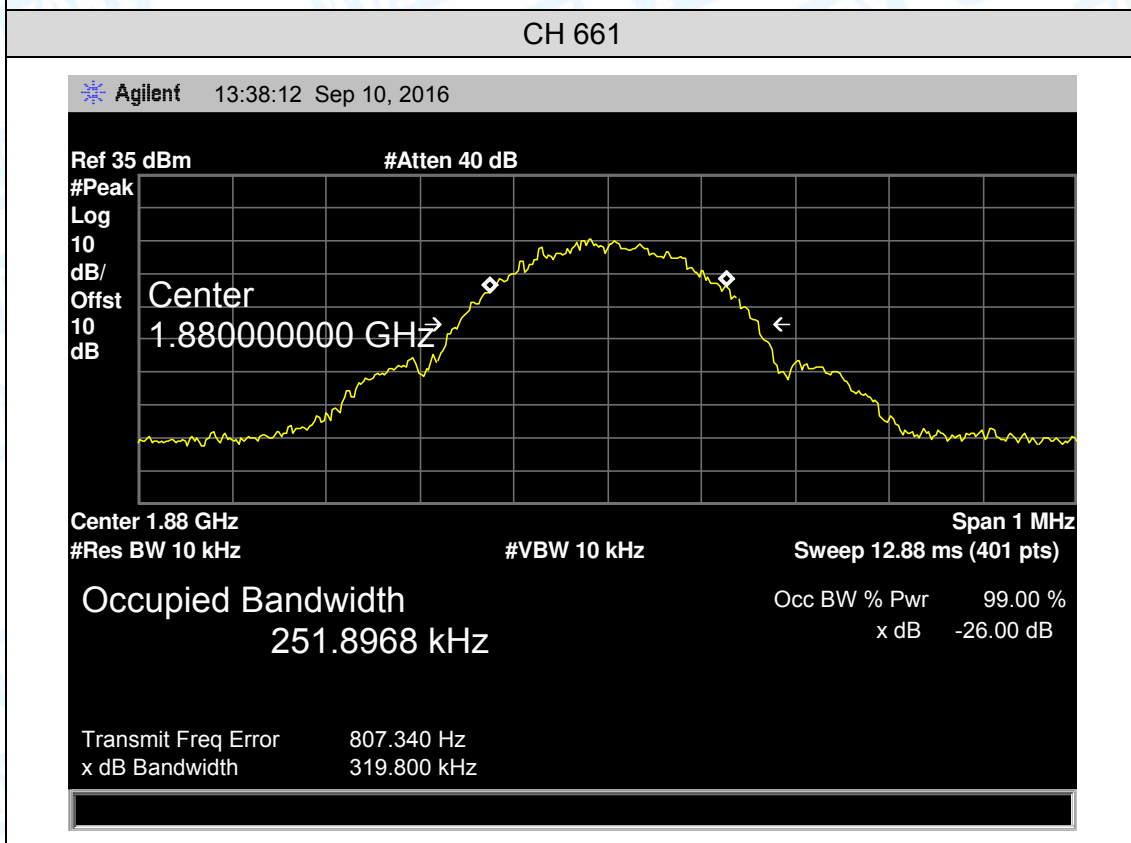 CH 661
Agilent 13:38:12 Sep 10, 2016
Ref 35 dBm #Atten 40 dB
#Peak
Log
10
dB/
Offst
10
dB
Center
1.880000000 GHz
Center 1.88 GHz Span 1 MHz
#Res BW 10 kHz #VBW 10 kHz Sweep 12.88 ms (401 pts)
Occupied Bandwidth Occ BW % Pwr 99.00 %
251.8968 kHz x dB -26.00 dB
Transmit Freq Error 807.340 Hz
x dB Bandwidth 319.800 kHz